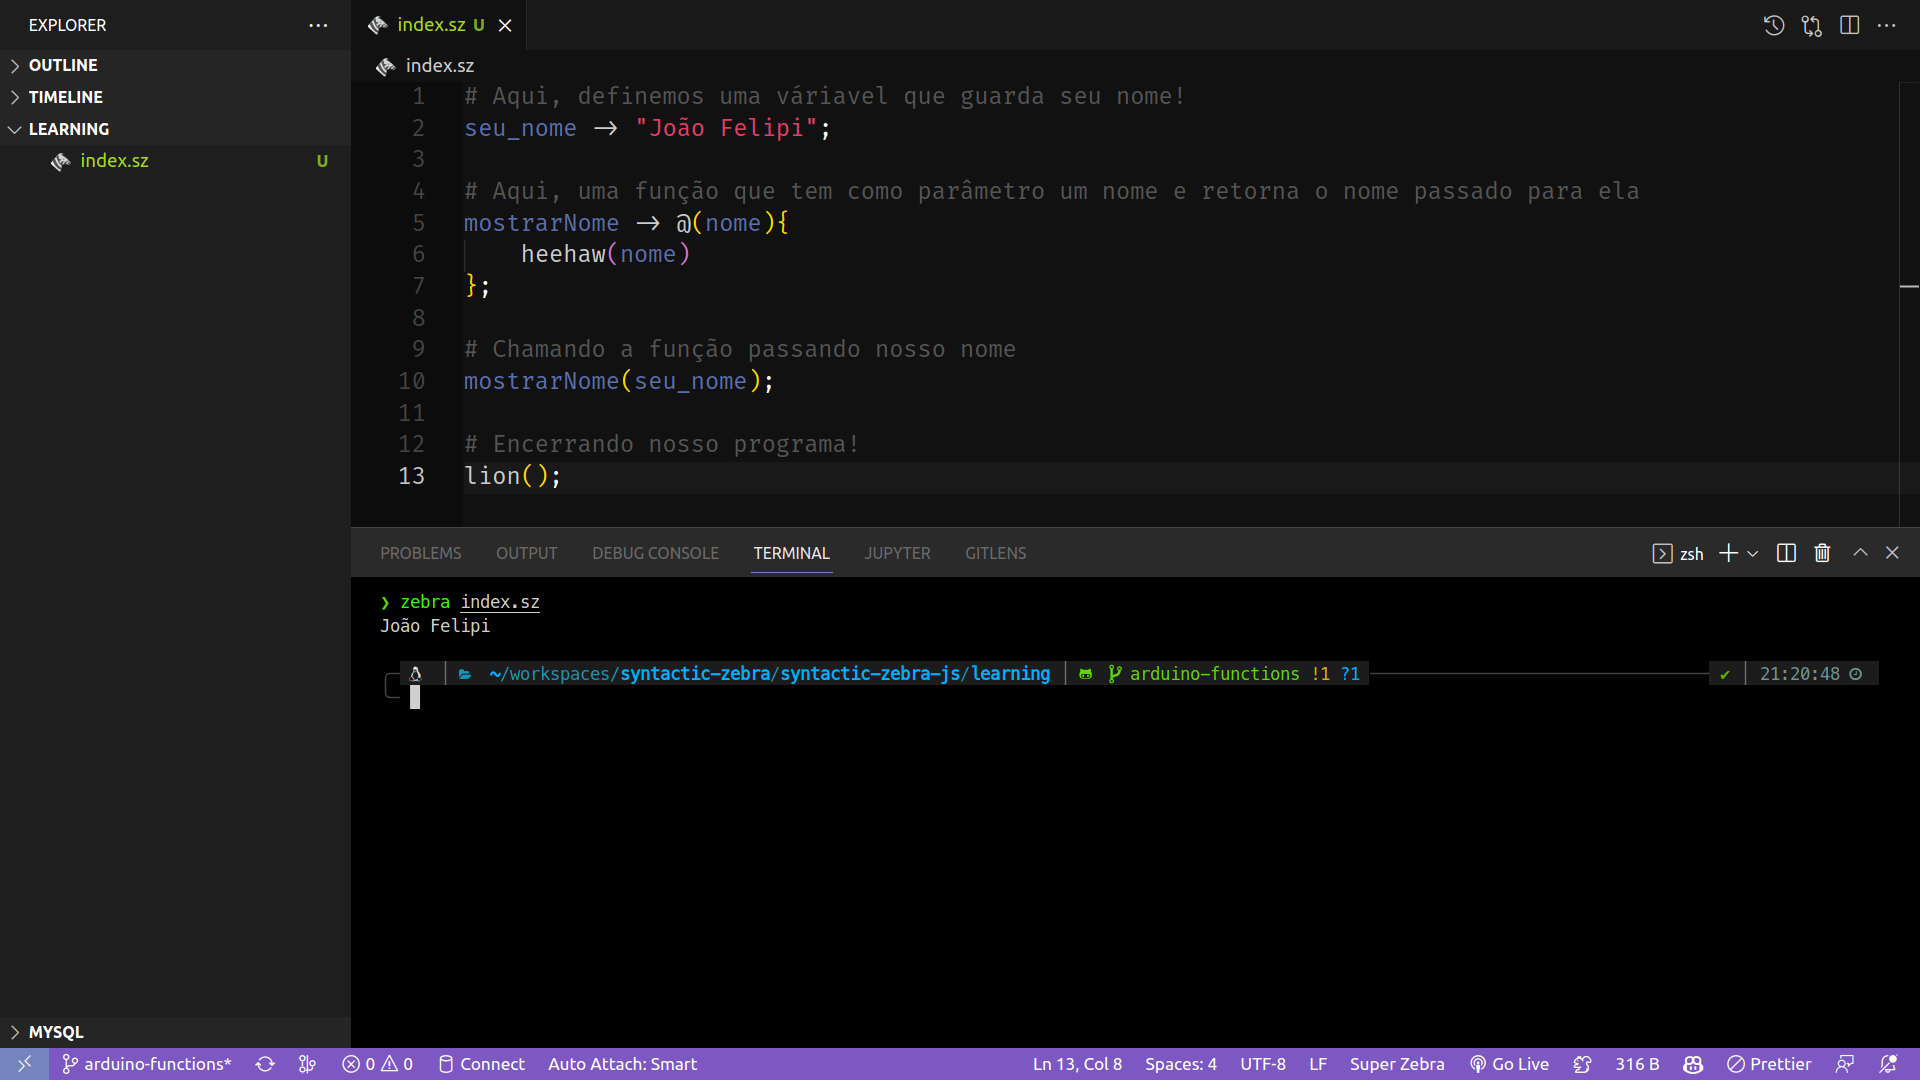 EXPLORER
OUTLINE
TIMELINE
LEARNING
index.sz U
MYSQL
index.sz U
index.sz
1 # Aqui, definemos uma váriavel que guarda seu nome!
2 seu_nome -> "João Felipi";
3
4 # Aqui, uma função que tem como parâmetro um nome e retorna o nome passado para ela
5 mostrarNome -> @(nome){
6 heehaw(nome)
7 };
8
9 # Chamando a função passando nosso nome
10 mostrarNome(seu_nome);
11
12 # Encerrando nosso programa!
13 lion();
PROBLEMS OUTPUT DEBUG CONSOLE TERMINAL JUPYTER GITLENS zsh
❯ zebra index.sz
João Felipi
~/workspaces/syntactic-zebra/syntactic-zebra-js/learning arduino-functions !1 ?1 ✔ 21:20:48
arduino-functions* 0 0 Connect Auto Attach: Smart Ln 13, Col 8 Spaces: 4 UTF-8 LF Super Zebra Go Live 316 B Prettier